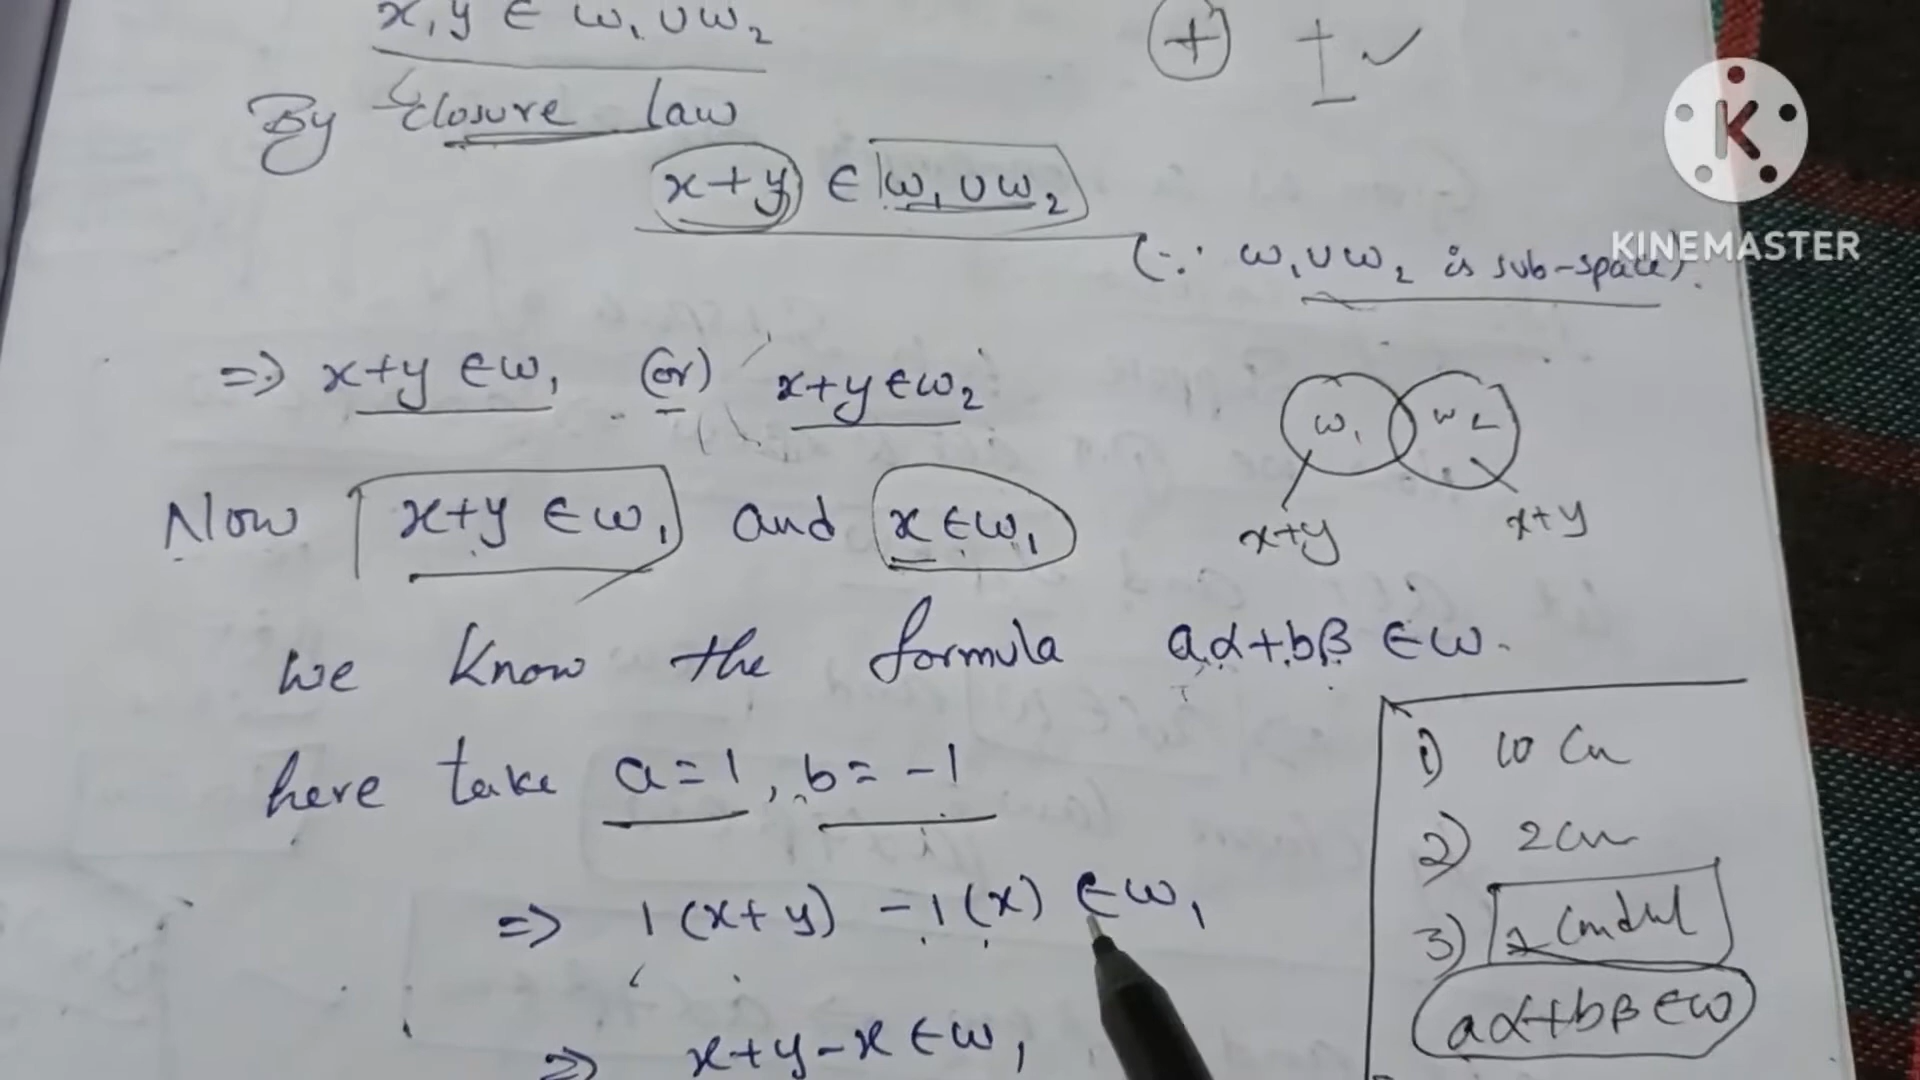 x, y ∈ ω₁ ∪ ω₂
+ ± ✓
By closure law
x+y ∈ ω₁ ∪ ω₂
(∵ ω₁ ∪ ω₂ is sub-space).
⇒ x+y ∈ ω₁ (or) x+y ∈ ω₂
ω₁ ω₂
x+y x+y
Now x+y ∈ ω₁ and x ∈ ω₁
we know the formula aα+bβ ∈ ω.
here take a=1, b=-1
⇒ 1(x+y) -1(x) ∈ ω₁
⇒ x+y-x ∈ ω₁
1) 10 Cn
2) 2Cn
3) 2
aα+bβ ∈ ω
KINEMASTER